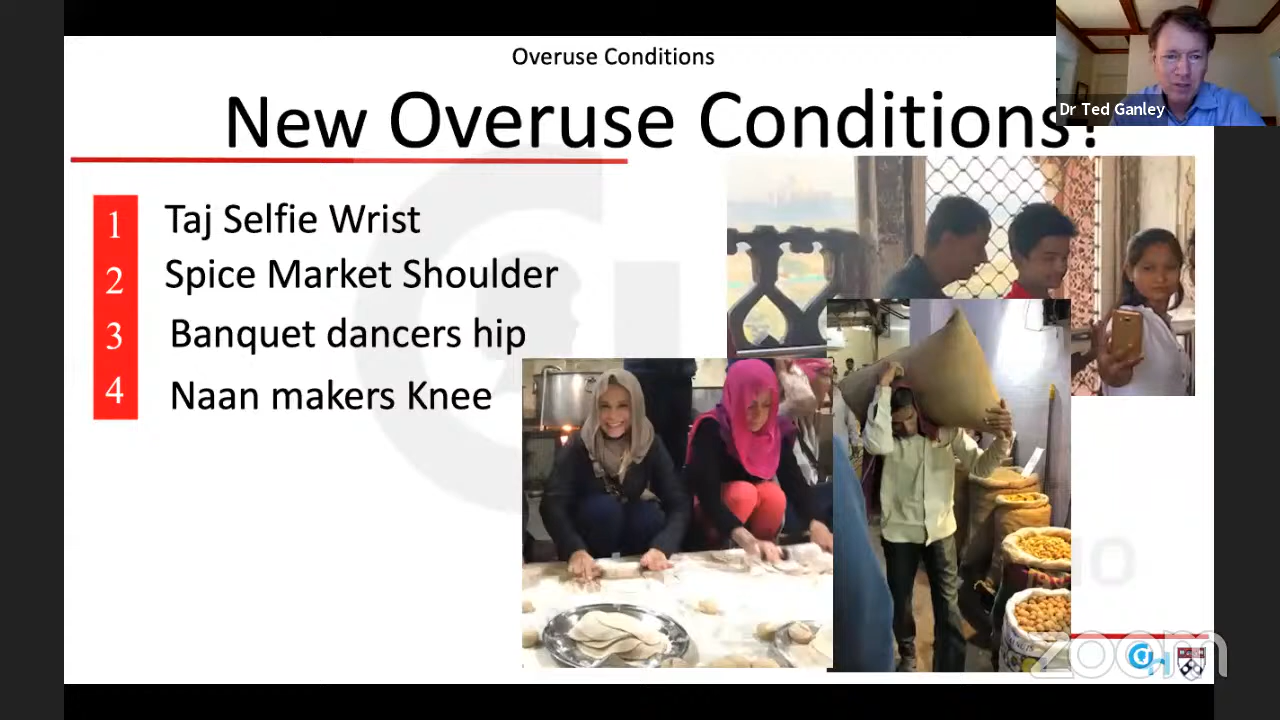 Overuse Conditions
New Overuse Conditions?
Dr Ted Ganley
1 Taj Selfie Wrist
2 Spice Market Shoulder
3 Banquet dancers hip
4 Naan makers Knee
zoom